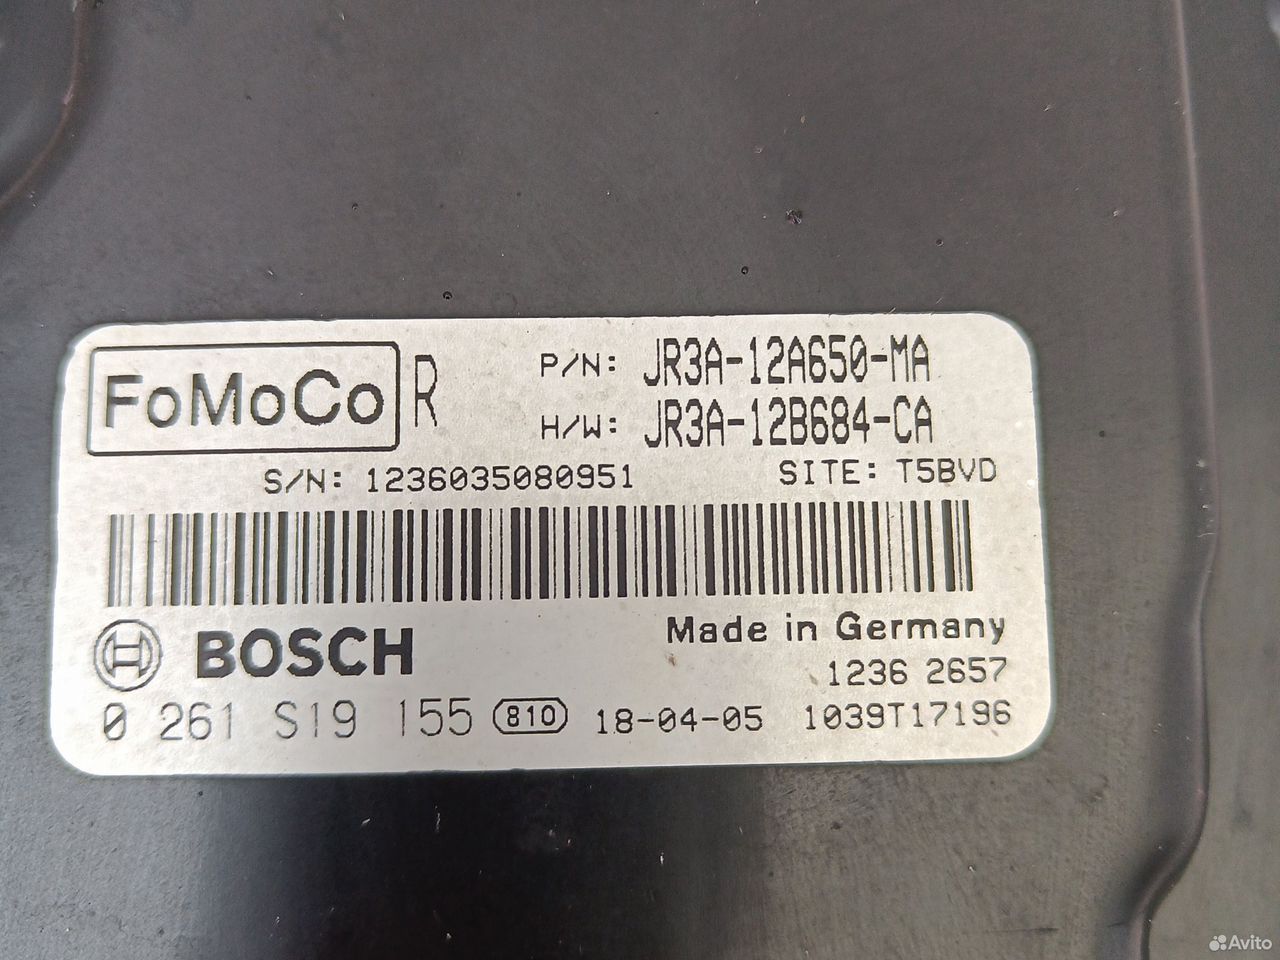 FoMoCo R P/N: JR3A-12A650-MA
H/W: JR3A-12B684-CA
S/N: 1236035080951 SITE: T5BVD
BOSCH Made in Germany
1236 2657
0 261 S19 155 810 18-04-05 1039T17196
Avito